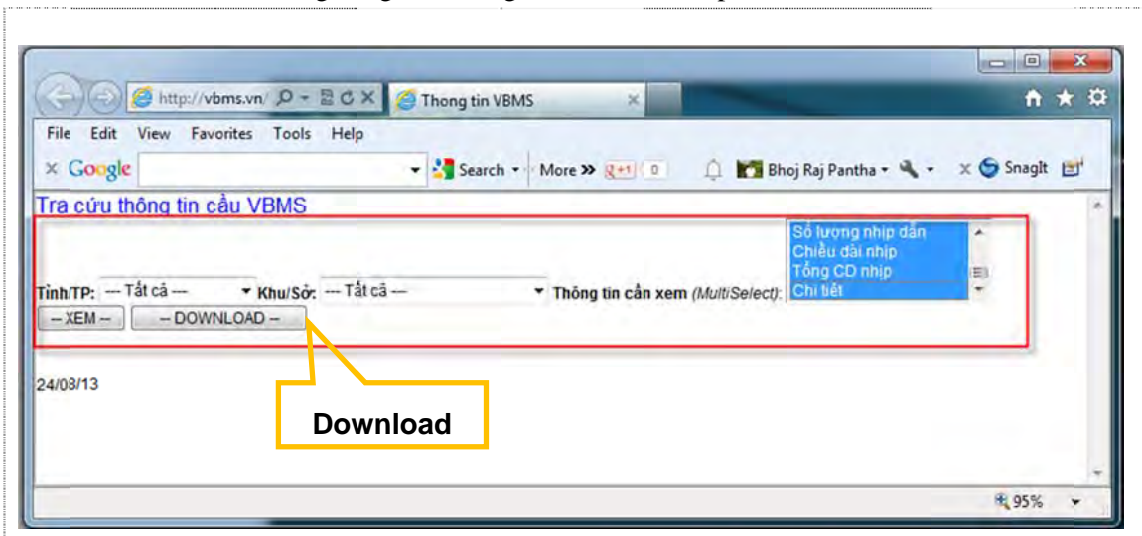 http://vbms.vn/
Thong tin VBMS
File Edit View Favorites Tools Help
Google Search More >> +1 0 Bhoj Raj Pantha SnagIt
Tra cứu thông tin cầu VBMS
Số lượng nhịp dẫn
Chiều dài nhịp
Tổng CD nhịp
Chi tiết
Tỉnh/TP: --- Tất cả --- Khu/Sở: --- Tất cả --- Thông tin cần xem (MultiSelect):
-- XEM -- -- DOWNLOAD --
24/08/13
Download
95%